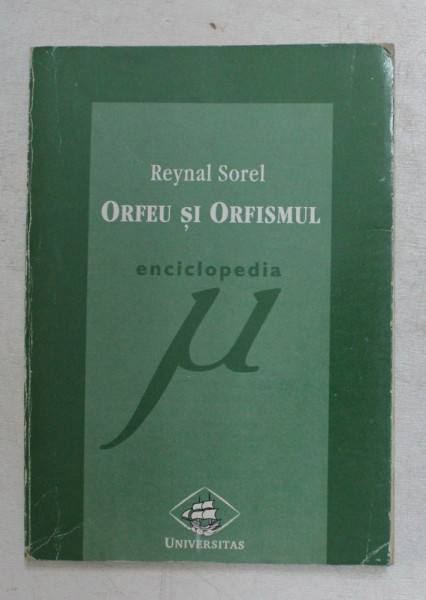 Reynal Sorel
ORFEU ȘI ORFISMUL
enciclopedia
μ
UNIVERSITAS